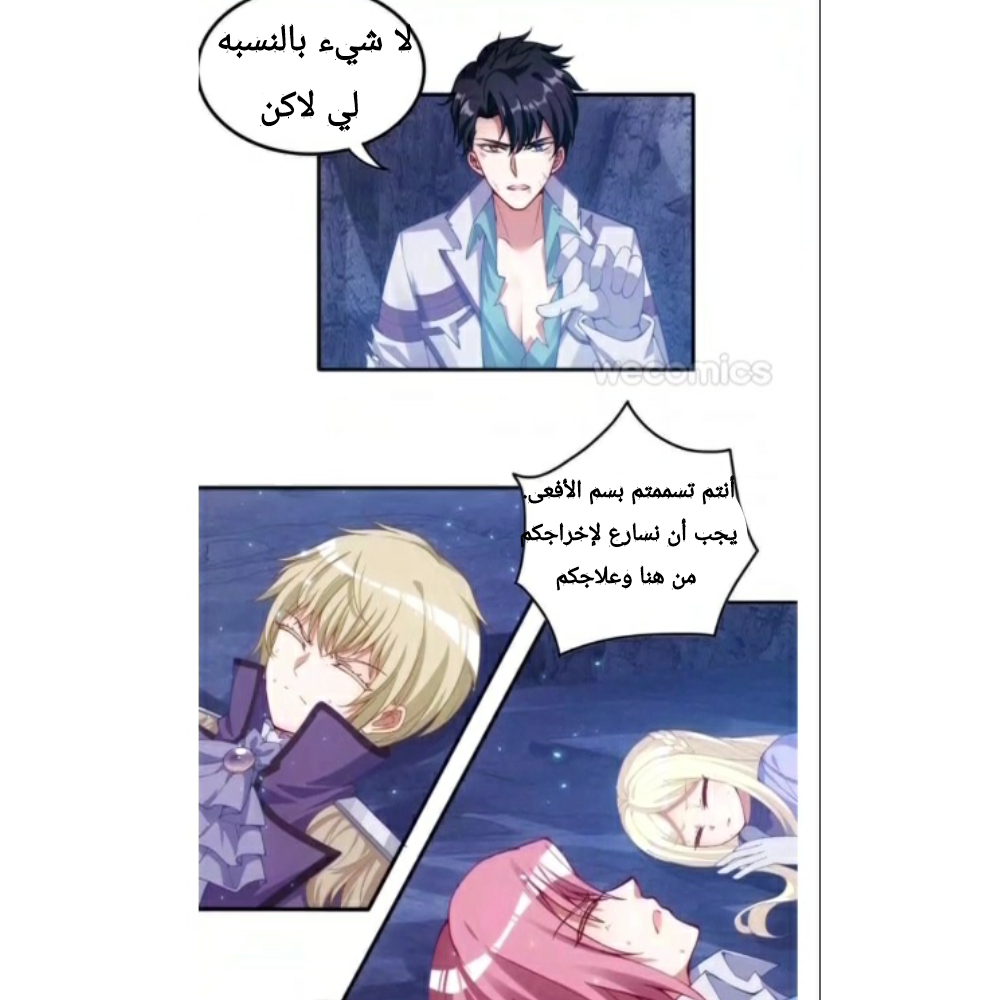 لا شيء بالنسبه
لي لاكن
wecomics
أنتم تسممتم بسم الأفعى.
يجب أن نسارع لإخراجكم
من هنا وعلاجكم